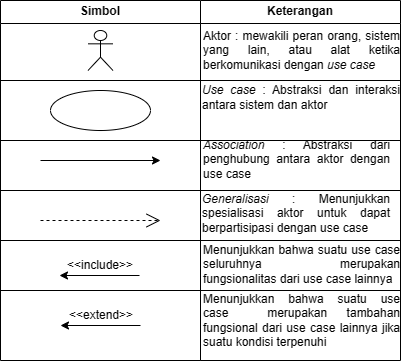 Simbol
Keterangan
Aktor : mewakili peran orang, sistem
yang lain, atau alat ketika
berkomunikasi dengan use case
Use case : Abstraksi dan interaksi
antara sistem dan aktor
Association : Abstraksi dari
penghubung antara aktor dengan
use case
Generalisasi : Menunjukkan
spesialisasi aktor untuk dapat
berpartisipasi dengan use case
<<include>>
Menunjukkan bahwa suatu use case
seluruhnya merupakan
fungsionalitas dari use case lainnya
<<extend>>
Menunjukkan bahwa suatu use
case merupakan tambahan
fungsional dari use case lainnya jika
suatu kondisi terpenuhi